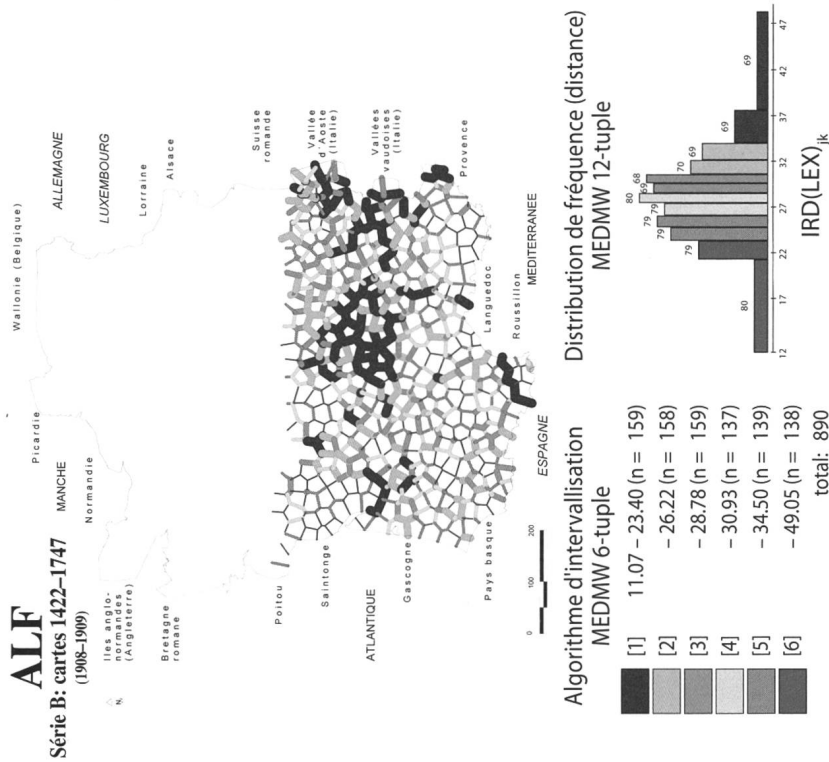 ALF
Série B: cartes 1422–1747
(1908–1909)
N.
Iles anglo-
normandes
(Angleterre)
Bretagne
romane
MANCHE
Normandie
Picardie
Wallonie (Belgique)
ALLEMAGNE
LUXEMBOURG
Lorraine
Alsace
Suisse
romande
Vallée
d'Aoste
(Italie)
Vallées
vaudoises
(Italie)
Provence
Poitou
Saintonge
ATLANTIQUE
Gascogne
Pays basque
ESPAGNE
Languedoc
Roussillon
MEDITERRANEE
0 100 200
Algorithme d'intervallisation
MEDMW 6-tuple
[1] 11.07 – 23.40 (n = 159)
[2] – 26.22 (n = 158)
[3] – 28.78 (n = 159)
[4] – 30.93 (n = 137)
[5] – 34.50 (n = 139)
[6] – 49.05 (n = 138)
total: 890
Distribution de fréquence (distance)
MEDMW 12-tuple
80 79 79 79 79 80 69 68 70 69 69 69
12 17 22 27 32 37 42 47
IRD(LEX)jk